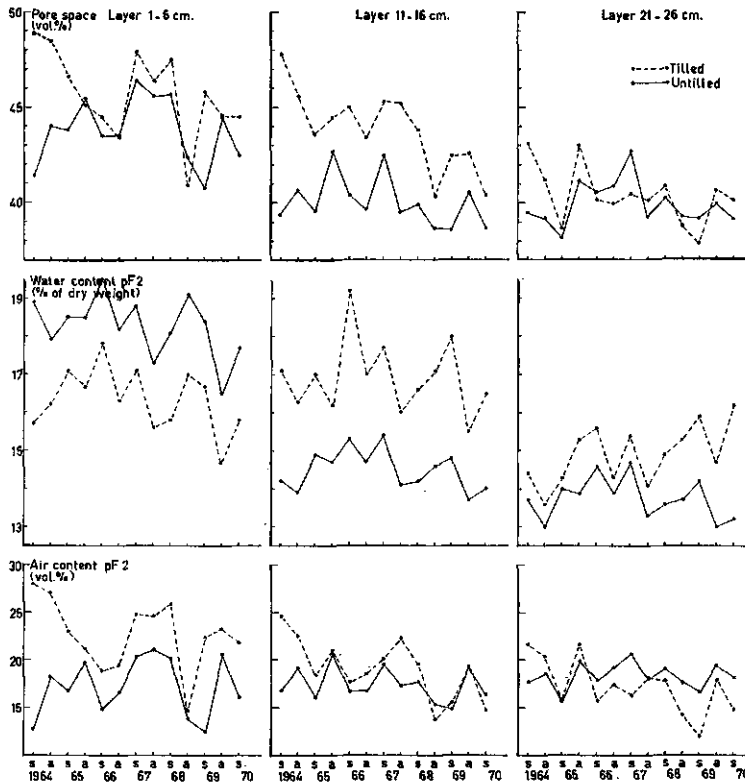 Pore space Layer 1-6 cm.
(vol.%)
Layer 11-16 cm.
Layer 21-26 cm.
50
45
40
Tilled
Untilled
Water content pF2
(% of dry weight)
19
17
15
13
Air content pF2
(vol.%)
30
25
20
15
s a s a s a s a s a s a s
1964 65 66 67 68 69 70
s a s a s a s a s a s a s
1964 65 66 67 68 69 70
s a s a s a s a s a s a s
1964 65 66 67 68 69 70